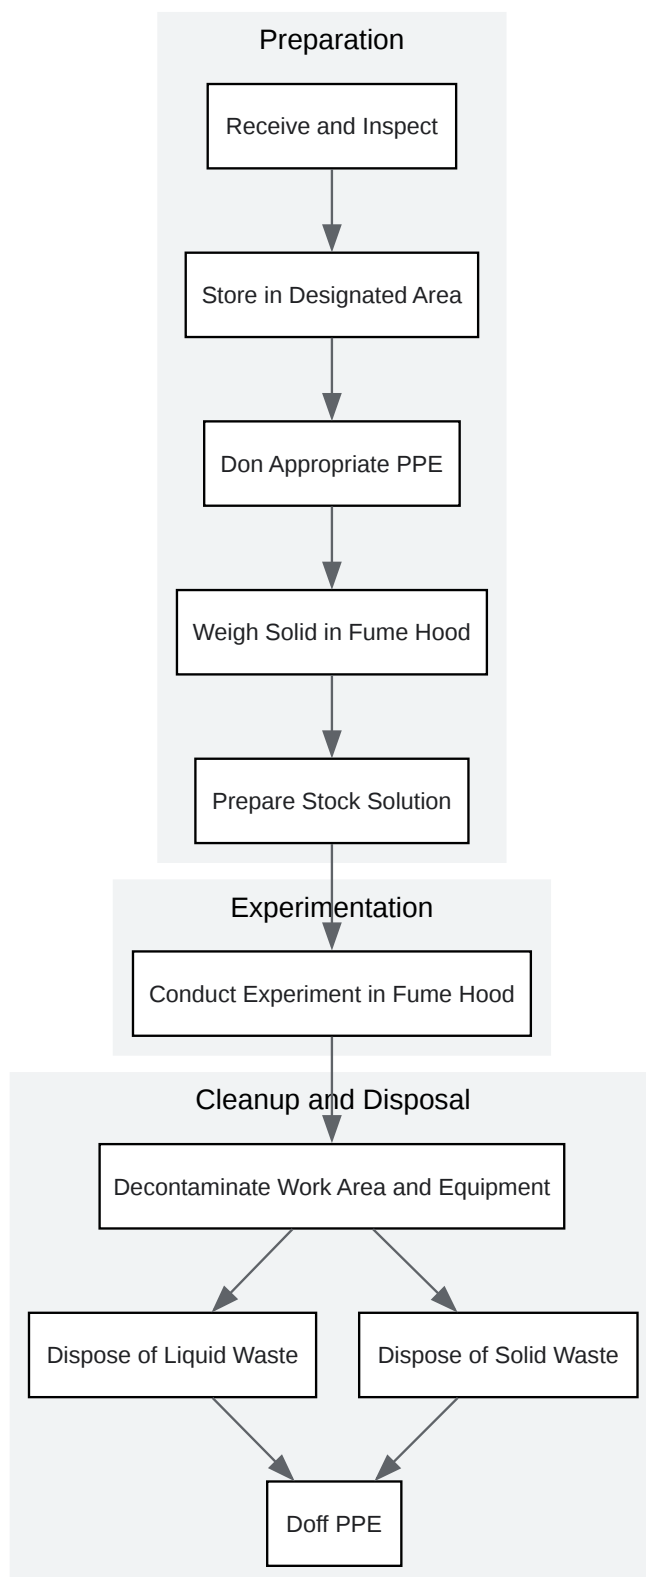 Preparation
Receive and Inspect
Store in Designated Area
Don Appropriate PPE
Weigh Solid in Fume Hood
Prepare Stock Solution
Experimentation
Conduct Experiment in Fume Hood
Cleanup and Disposal
Decontaminate Work Area and Equipment
Dispose of Liquid Waste
Dispose of Solid Waste
Doff PPE